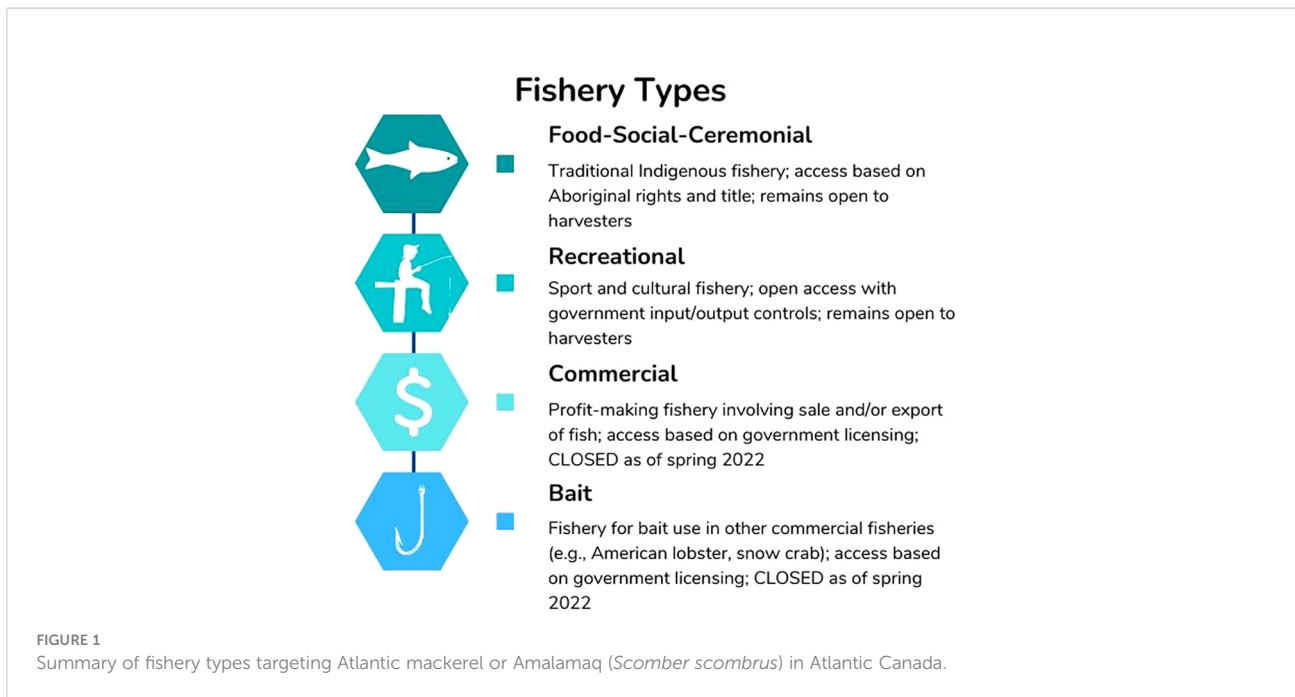 Fishery Types
Food-Social-Ceremonial
Traditional Indigenous fishery; access based on
Aboriginal rights and title; remains open to
harvesters
Recreational
Sport and cultural fishery; open access with
government input/output controls; remains open to
harvesters
$
Commercial
Profit-making fishery involving sale and/or export
of fish; access based on government licensing;
CLOSED as of spring 2022
Bait
Fishery for bait use in other commercial fisheries
(e.g., American lobster, snow crab); access based
on government licensing; CLOSED as of spring
2022
FIGURE 1
Summary of fishery types targeting Atlantic mackerel or Amalamaq (Scomber scombrus) in Atlantic Canada.